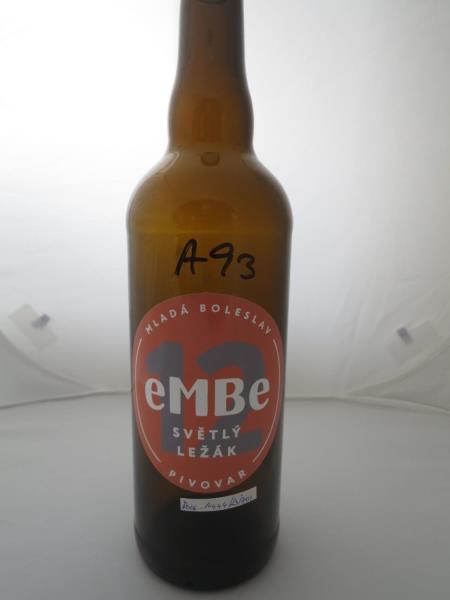 A93
MLADÁ BOLESLAV
12
eMBe
SVĚTLÝ
LEŽÁK
PIVOVAR